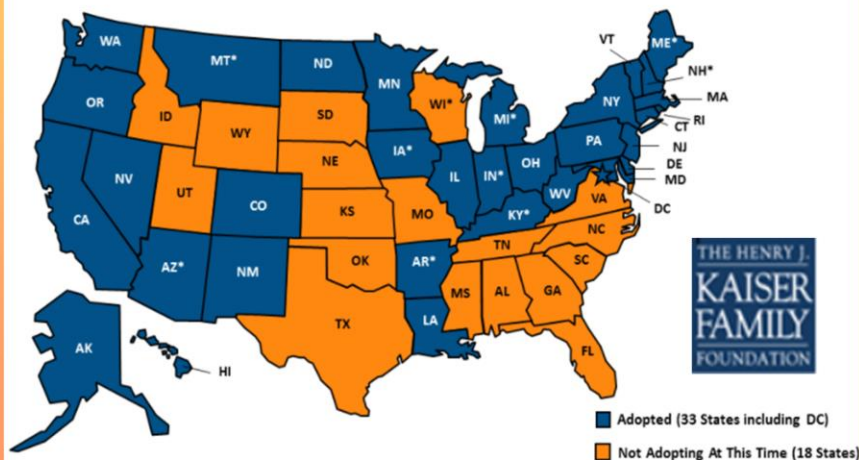 WA
MT*
ND
MN
VT
ME*
NH*
MA
RI
CT
NJ
DE
MD
DC
OR
ID
WY
SD
WI*
MI*
NY
PA
NV
UT
CO
NE
IA*
IL
IN*
OH
WV
VA
CA
KS
MO
KY*
NC
TN
SC
AZ*
NM
OK
AR*
MS
AL
GA
TX
LA
FL
AK
HI
THE HENRY J.
KAISER
FAMILY
FOUNDATION
Adopted (33 States including DC)
Not Adopting At This Time (18 States)